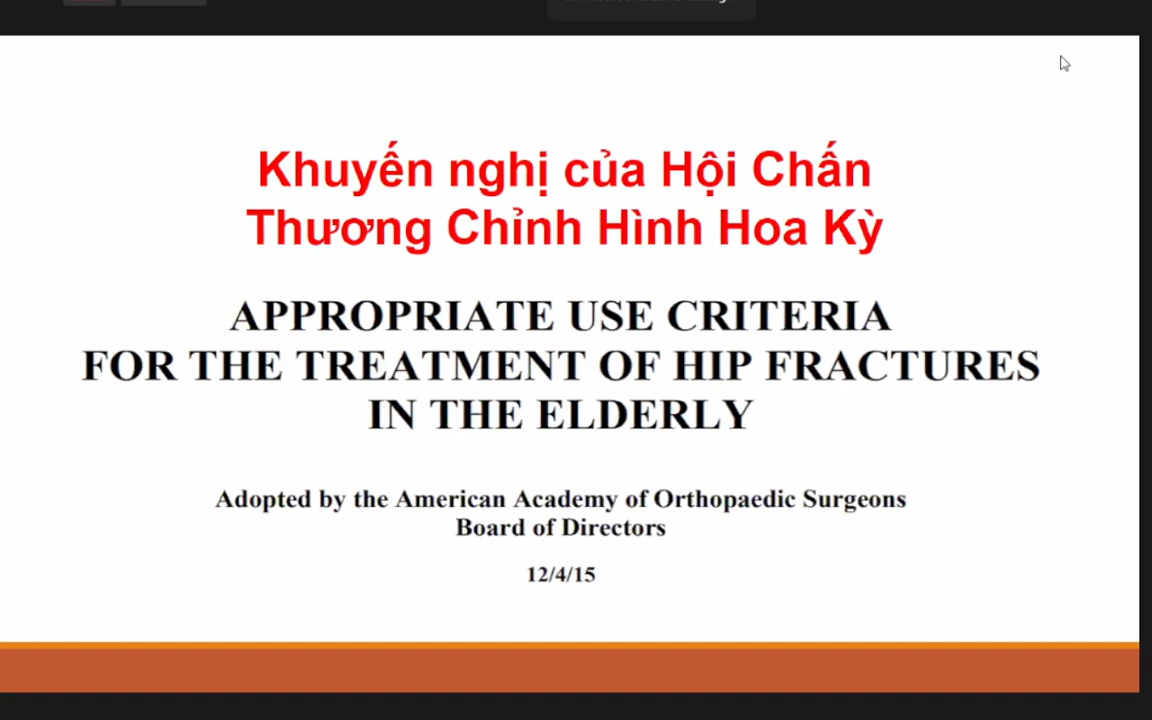 Khuyến nghị của Hội Chấn
Thương Chỉnh Hình Hoa Kỳ
APPROPRIATE USE CRITERIA
FOR THE TREATMENT OF HIP FRACTURES
IN THE ELDERLY
Adopted by the American Academy of Orthopaedic Surgeons
Board of Directors
12/4/15